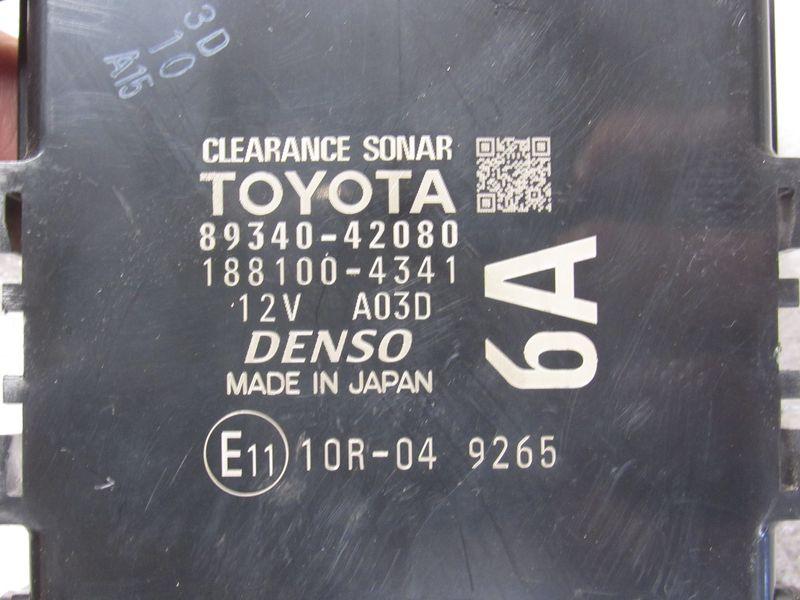 3D
10
A15
CLEARANCE SONAR
TOYOTA
89340-42080
188100-4341
12V A03D
DENSO
MADE IN JAPAN
6A
E11 10R-04 9265